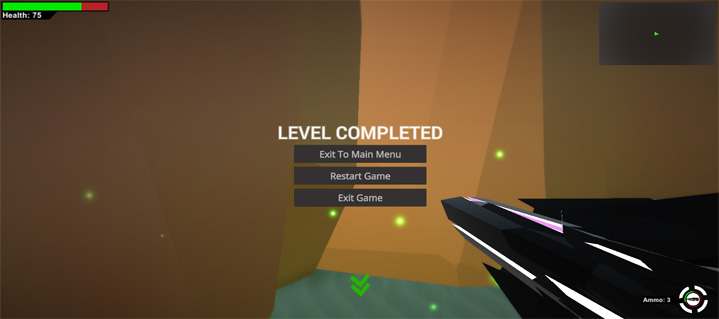 Health: 75
LEVEL COMPLETED
Exit To Main Menu
Restart Game
Exit Game
Ammo: 3